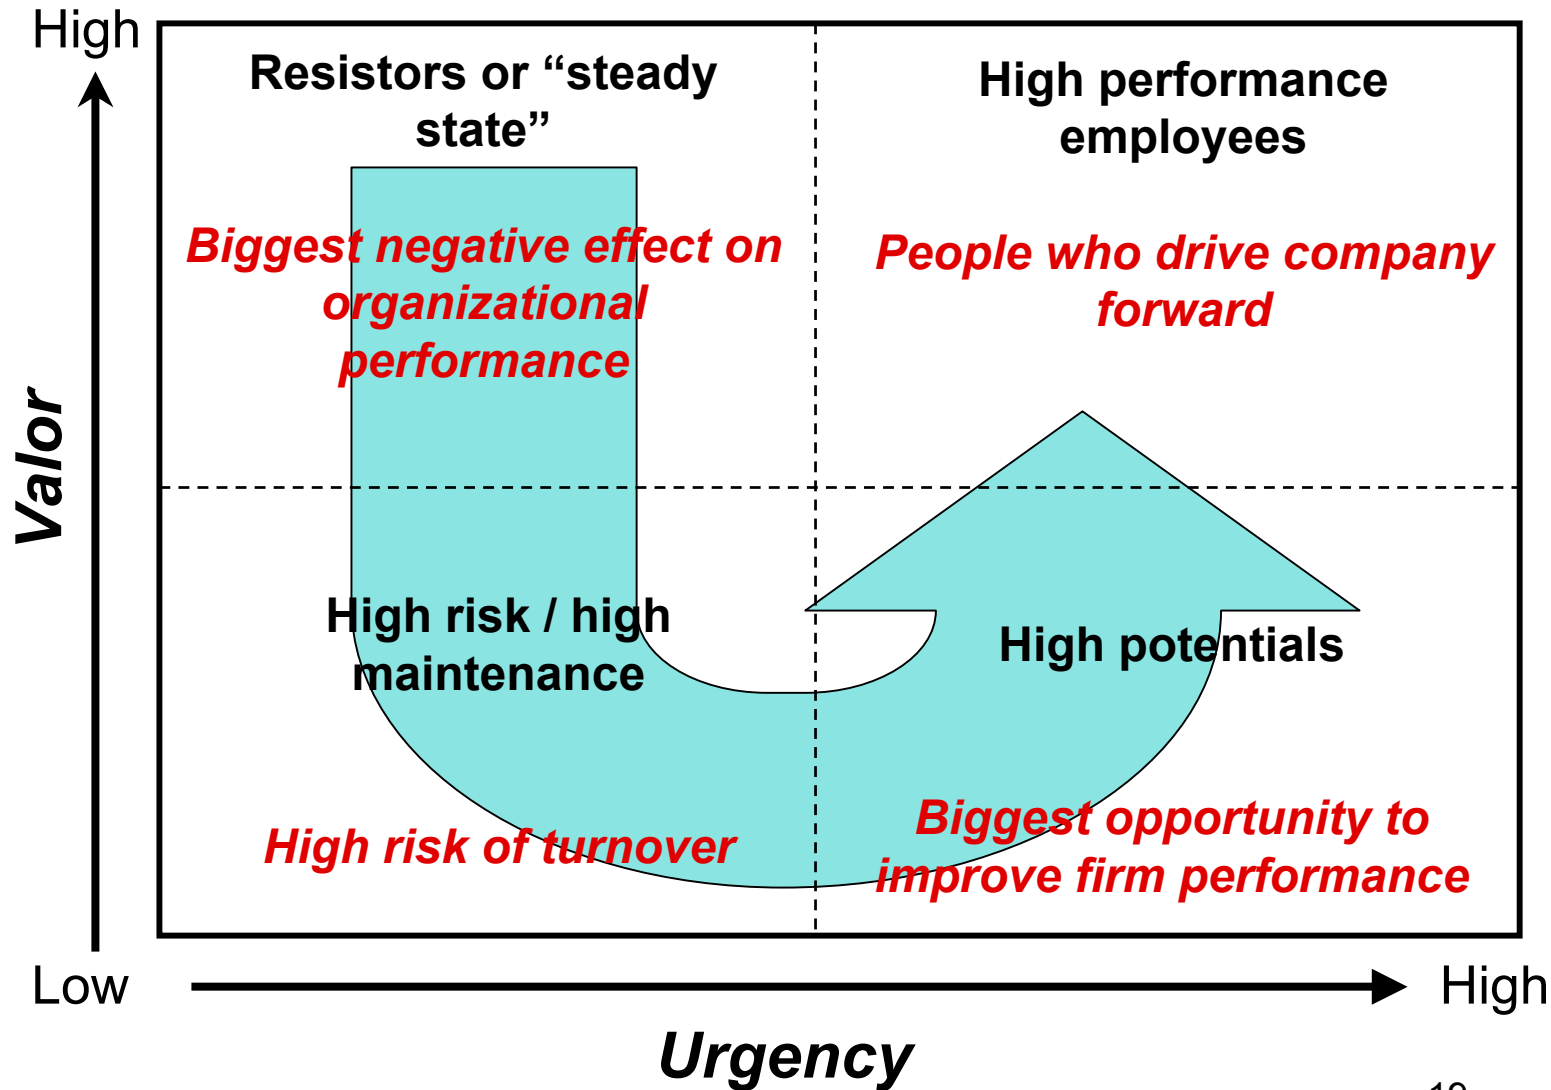 High
Resistors or “steady
state”
High performance
employees
Biggest negative effect on
organizational
performance
People who drive company
forward
Valor
High risk / high
maintenance
High potentials
High risk of turnover
Biggest opportunity to
improve firm performance
Low
High
Urgency